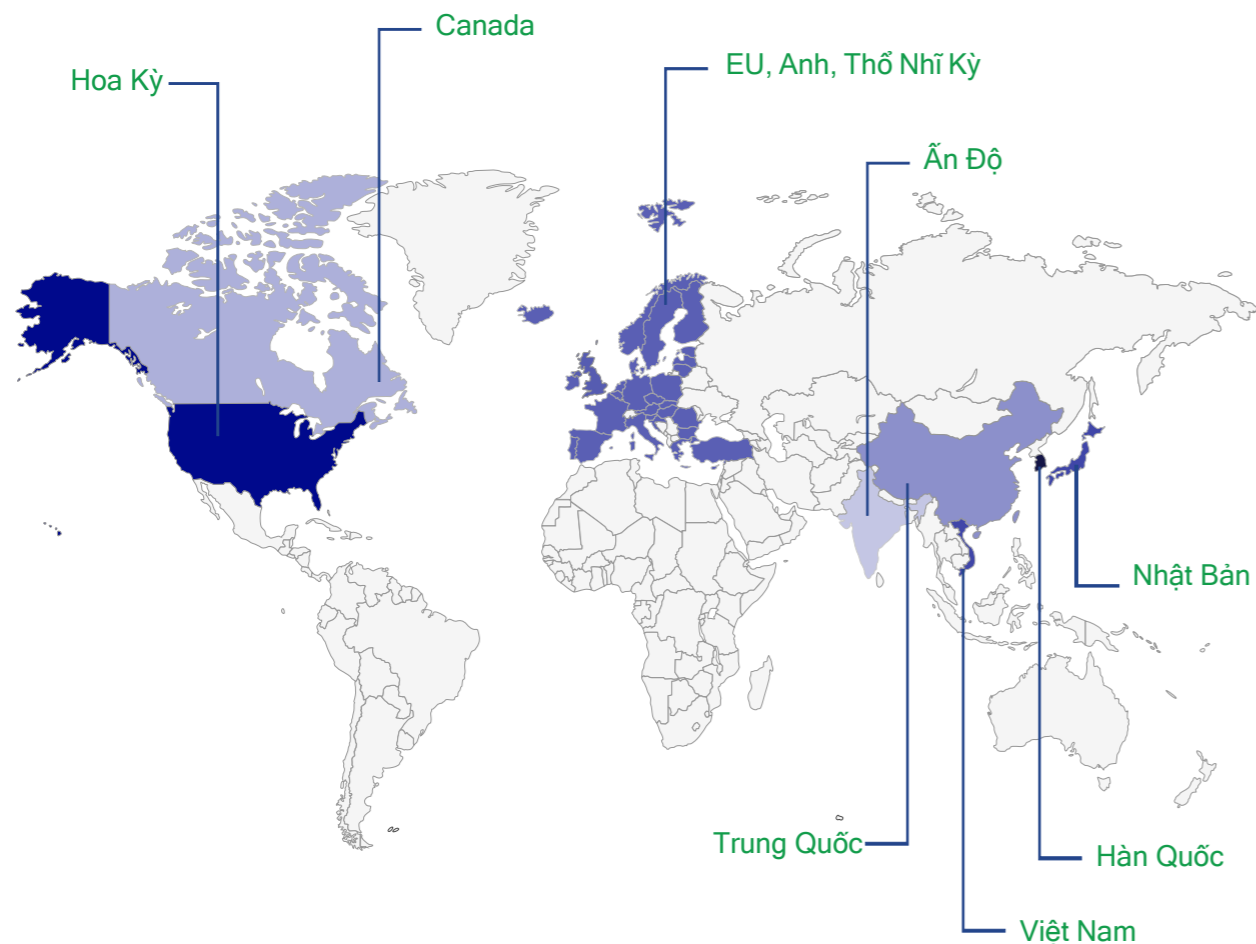 Canada
Hoa Kỳ
EU, Anh, Thổ Nhĩ Kỳ
Ấn Độ
Nhật Bản
Trung Quốc
Hàn Quốc
Việt Nam